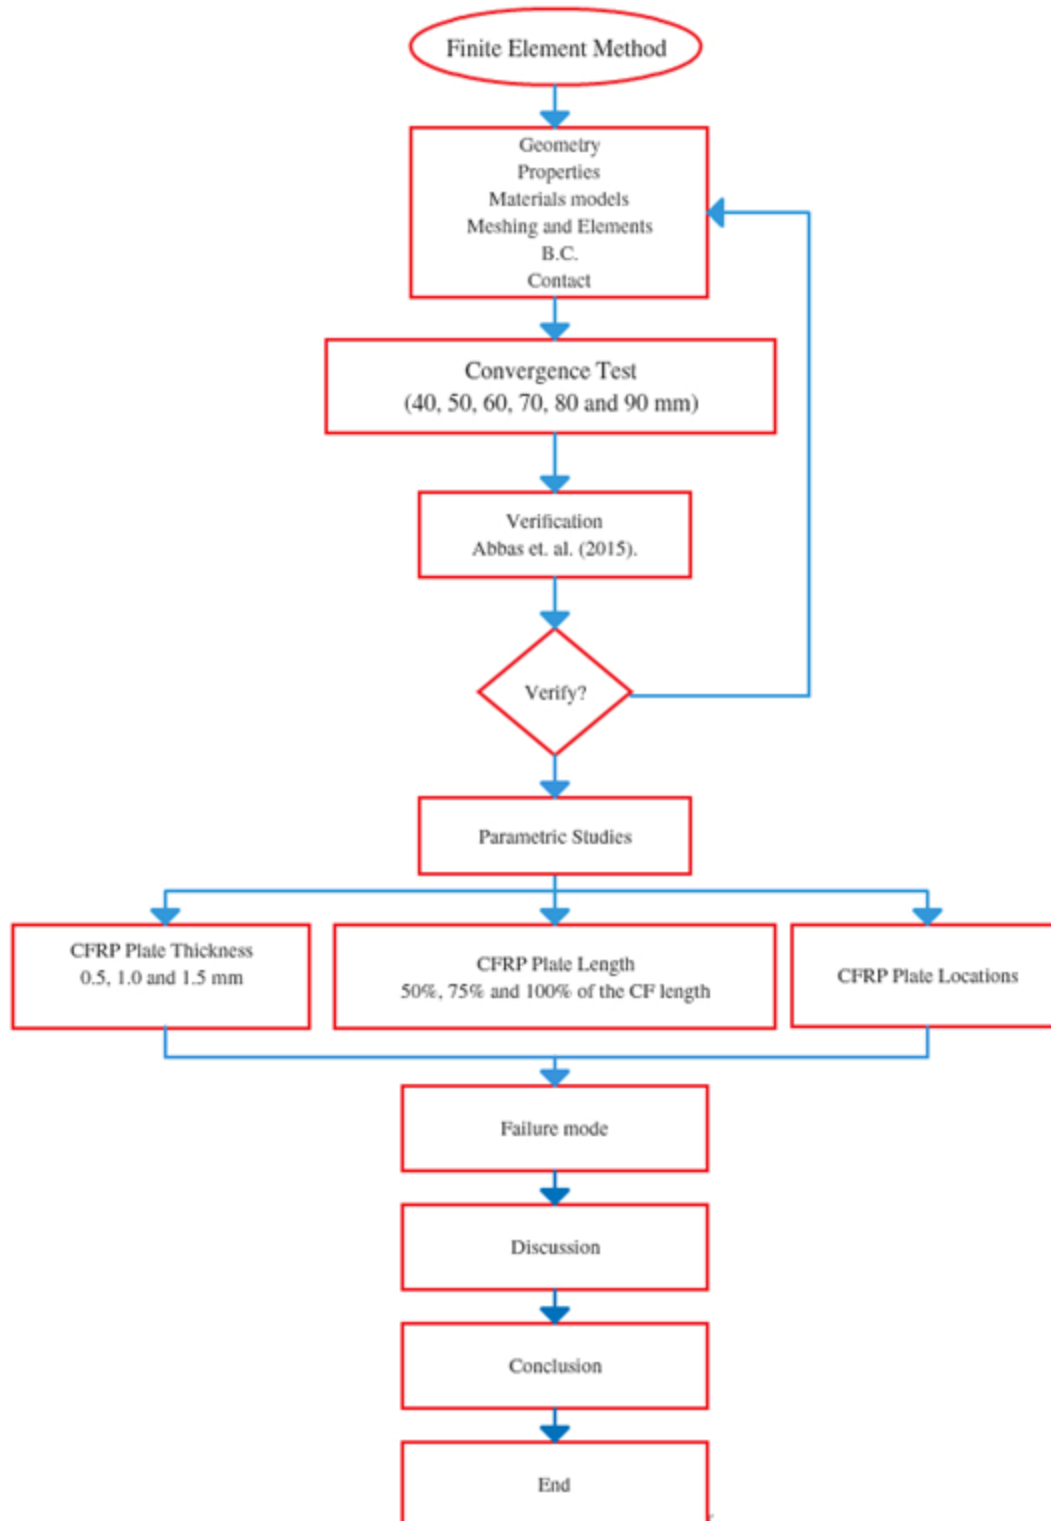 Finite Element Method
Geometry
Properties
Materials models
Meshing and Elements
B.C.
Contact
Convergence Test
(40, 50, 60, 70, 80 and 90 mm)
Verification
Abbas et. al. (2015).
Verify?
Parametric Studies
CFRP Plate Thickness
0.5, 1.0 and 1.5 mm
CFRP Plate Length
50%, 75% and 100% of the CF length
CFRP Plate Locations
Failure mode
Discussion
Conclusion
End